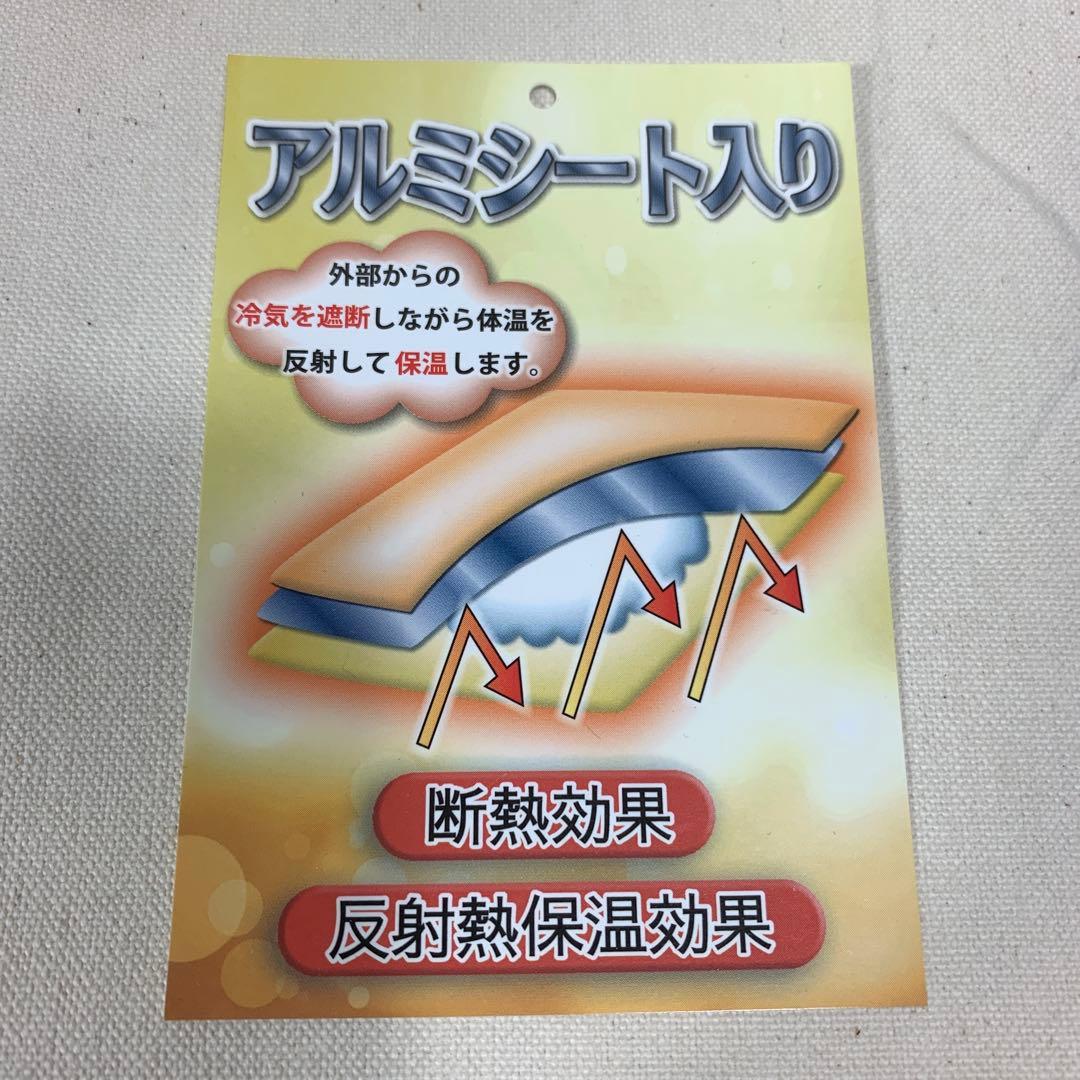 アルミシート入り
外部からの
冷気を遮断しながら体温を
反射して保温します。
断熱効果
反射熱保温効果